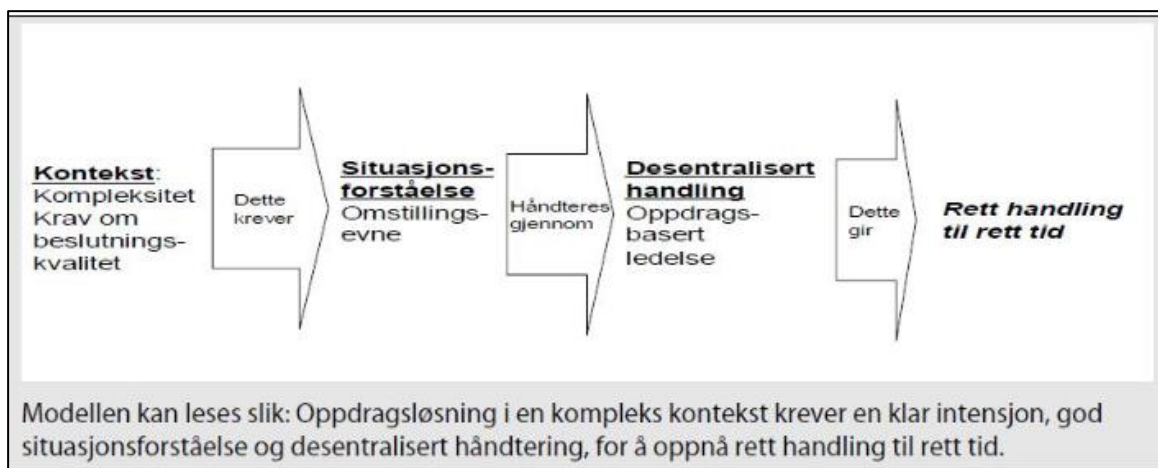 Kontekst:
Kompleksitet
Krav om
beslutnings-
kvalitet
Dette
krever
Situasjons-
forståelse
Omstillings-
evne
Håndteres
gjennom
Desentralisert
handling
Oppdrags-
basert
ledelse
Dette
gir
Rett handling
til rett tid
Modellen kan leses slik: Oppdragsløsning i en kompleks kontekst krever en klar intensjon, god
situasjonsforståelse og desentralisert håndtering, for å oppnå rett handling til rett tid.